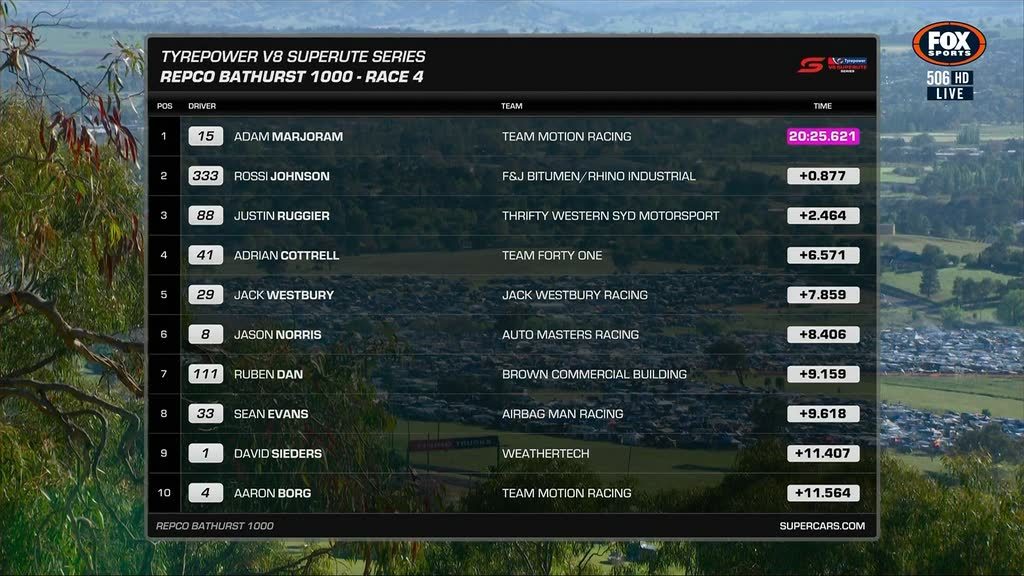 TYREPOWER V8 SUPERUTE SERIES
REPCO BATHURST 1000 - RACE 4
FOX
SPORTS
506 HD
LIVE
POS DRIVER TEAM TIME
1 15 ADAM MARJORAM TEAM MOTION RACING 20:25.621
2 333 ROSSI JOHNSON F&J BITUMEN/RHINO INDUSTRIAL +0.877
3 88 JUSTIN RUGGIER THRIFTY WESTERN SYD MOTORSPORT +2.464
4 41 ADRIAN COTTRELL TEAM FORTY ONE +6.571
5 29 JACK WESTBURY JACK WESTBURY RACING +7.859
6 8 JASON NORRIS AUTO MASTERS RACING +8.406
7 111 RUBEN DAN BROWN COMMERCIAL BUILDING +9.159
8 33 SEAN EVANS AIRBAG MAN RACING +9.618
9 1 DAVID SIEDERS WEATHERTECH +11.407
10 4 AARON BORG TEAM MOTION RACING +11.564
REPCO BATHURST 1000 SUPERCARS.COM